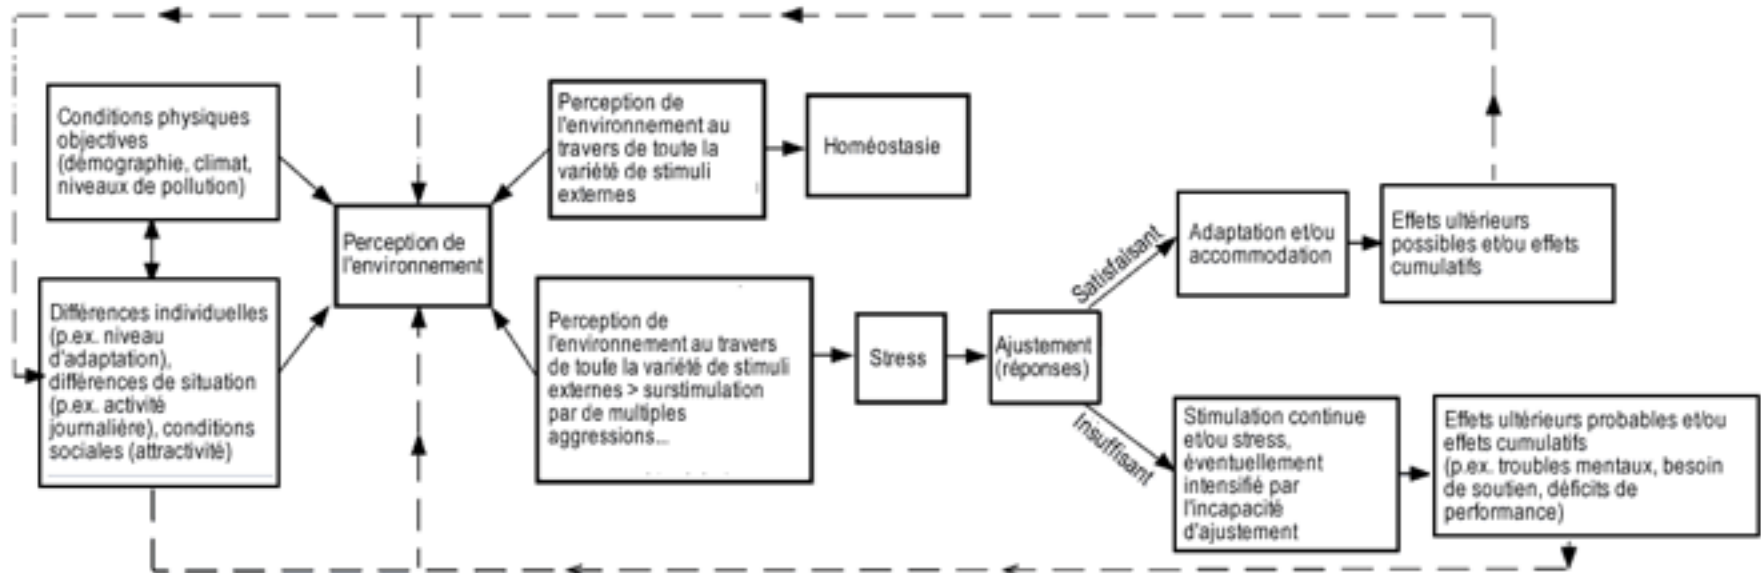 Conditions physiques
objectives
(démographie, climat,
niveaux de pollution)
Différences individuelles
(p.ex. niveau
d'adaptation),
différences de situation
(p.ex. activité
journalière), conditions
sociales (attractivité)
Perception de
l'environnement
Perception de
l'environnement au
travers de toute la
variété de stimuli
externes
Homéostasie
Perception de
l'environnement au travers
de toute la variété de stimuli
externes > surstimulation
par de multiples
aggressions...
Stress
Ajustement
(réponses)
Satisfaisant
Insuffisant
Adaptation et/ou
accommodation
Effets ultérieurs
possibles et/ou effets
cumulatifs
Stimulation continue
et/ou stress,
éventuellement
intensifié par
l'incapacité
d'ajustement
Effets ultérieurs probables et/ou
effets cumulatifs
(p.ex. troubles mentaux, besoin
de soutien, déficits de
performance)